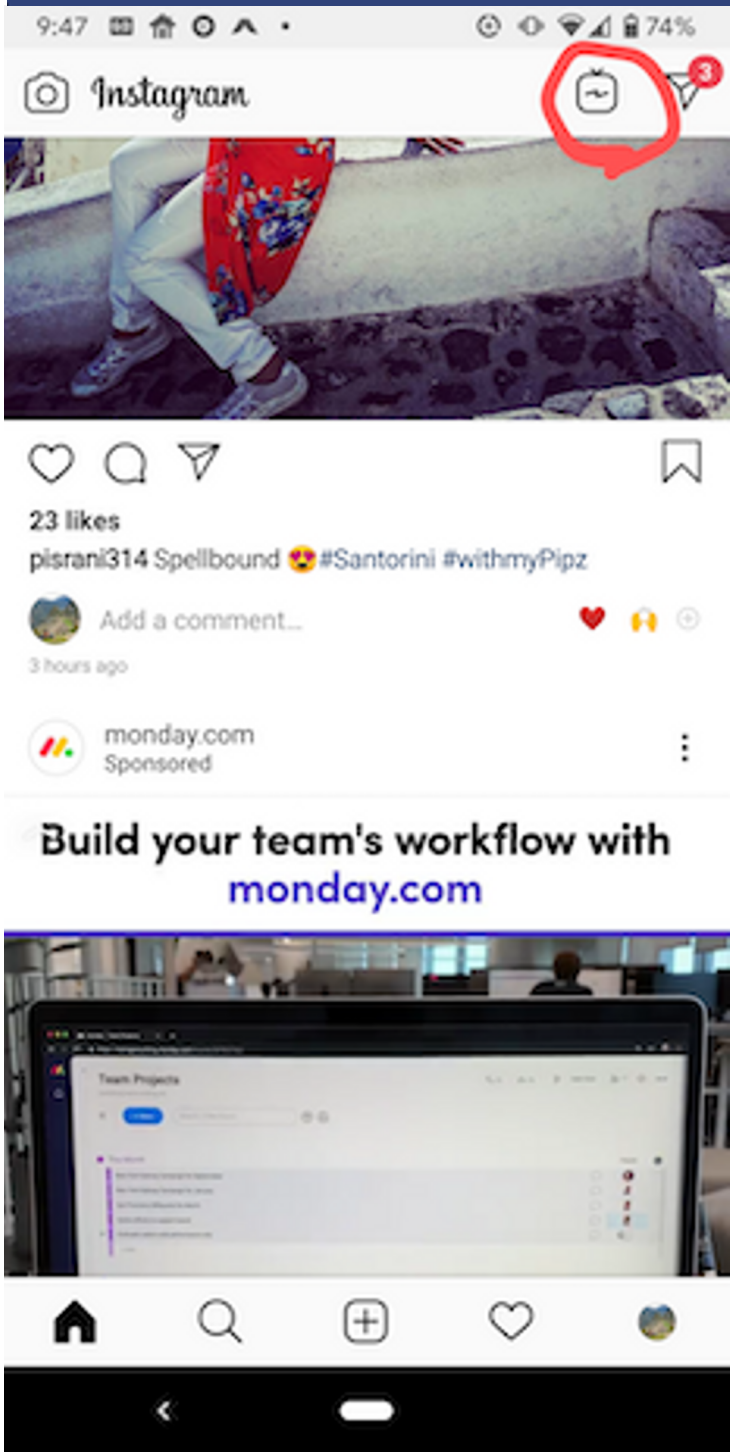 9:47
74%
Instagram
3
23 likes
pisrani314 Spellbound 😍#Santorini #withmyPipz
Add a comment...
3 hours ago
monday.com
Sponsored
Build your team's workflow with
monday.com
Team Projects